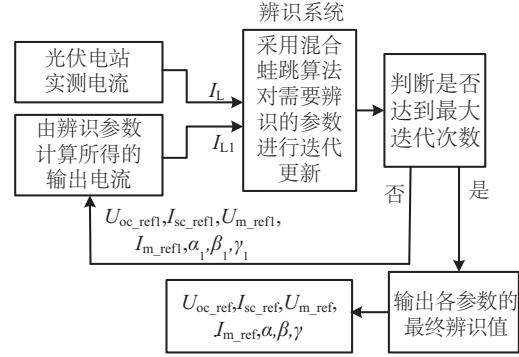 辨识系统
光伏电站
实测电流
I_L
由辨识参数
计算所得的
输出电流
I_L1
采用混合
蛙跳算法
对需要辨
识的参数
进行迭代
更新
判断是否
达到最大
迭代次数
否
是
U_oc_ref1,I_sc_ref1,U_m_ref1,
I_m_ref1,α_1,β_1,γ_1
输出各参数的
最终辨识值
U_oc_ref,I_sc_ref,U_m_ref,
I_m_ref,α,β,γ